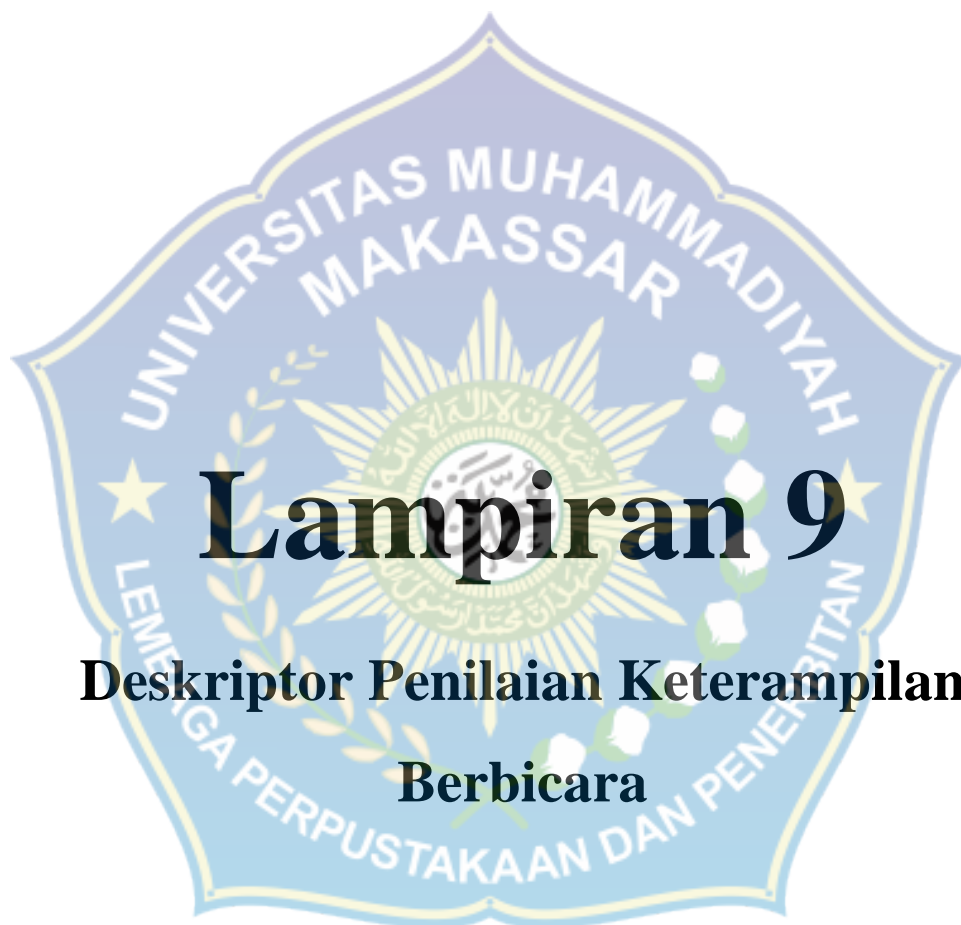 UNIVERSITAS MUHAMMADIYAH
MAKASSAR
Lampiran 9
Deskriptor Penilaian Keterampilan
Berbicara
LEMBAGA PERPUSTAKAAN DAN PENERBITAN